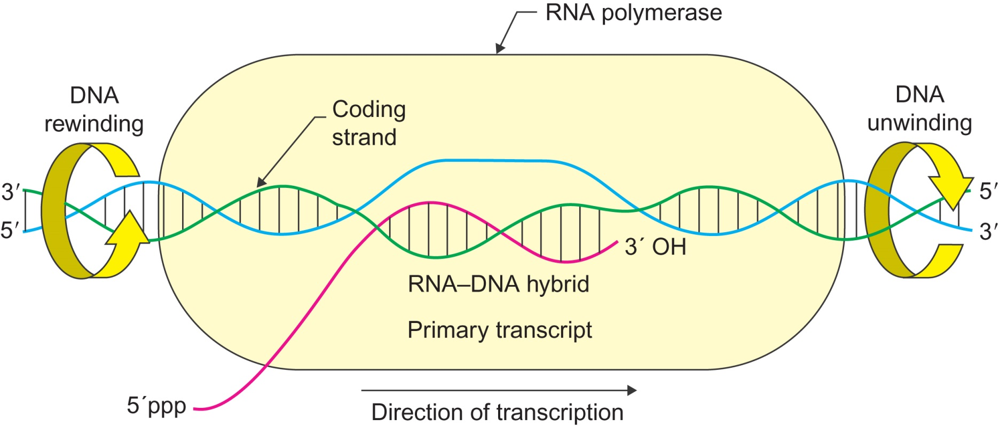 RNA polymerase
DNA
rewinding
Coding
strand
DNA
unwinding
3′
5′
5′
3′
3´ OH
RNA–DNA hybrid
Primary transcript
5´ppp
Direction of transcription